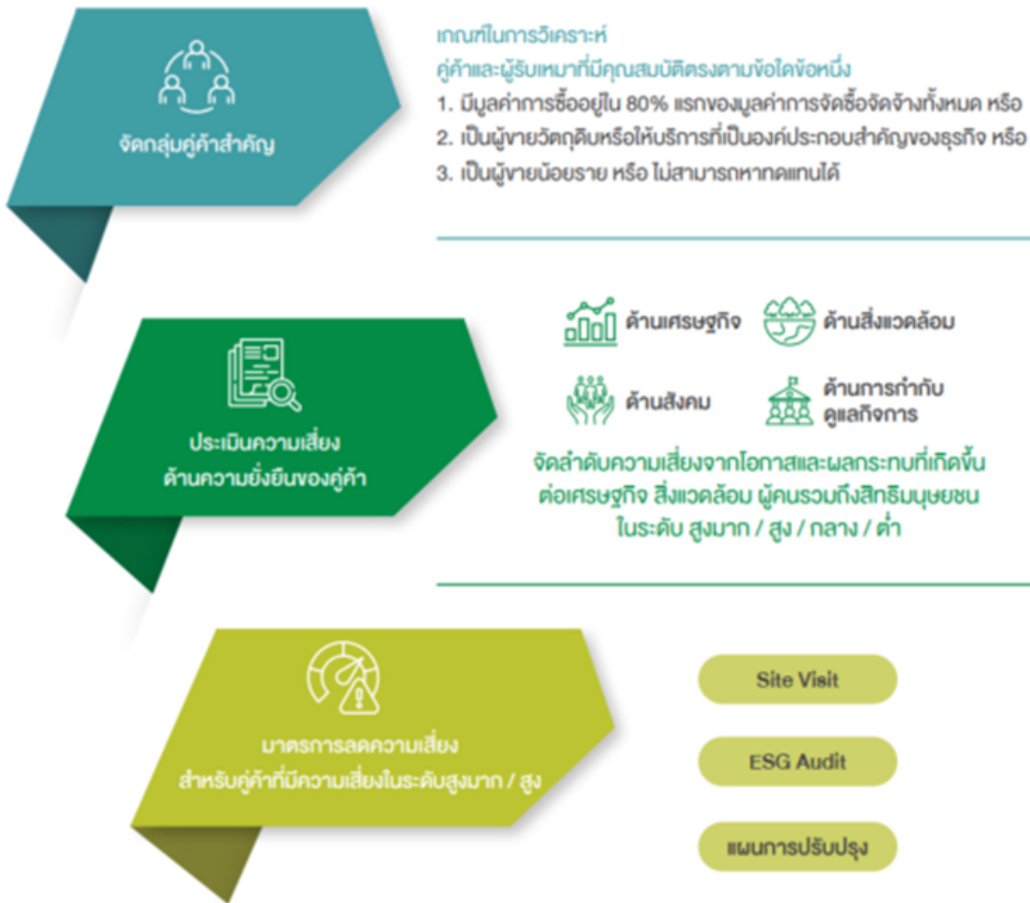 จัดกลุ่มคู่ค้าสำคัญ
เกณฑ์ในการวิเคราะห์
คู่ค้าและผู้รับเหมาที่มีคุณสมบัติตรงตามข้อใดข้อหนึ่ง
1. มีมูลค่าการซื้ออยู่ใน 80% แรกของมูลค่าการจัดซื้อจัดจ้างทั้งหมด หรือ
2. เป็นผู้ขายวัตถุดิบหรือให้บริการที่เป็นองค์ประกอบสำคัญของธุรกิจ หรือ
3. เป็นผู้ขายน้อยราย หรือ ไม่สามารถหาทดแทนได้
ประเมินความเสี่ยง
ด้านความยั่งยืนของคู่ค้า
ด้านเศรษฐกิจ
ด้านสิ่งแวดล้อม
ด้านสังคม
ด้านการกำกับ
ดูแลกิจการ
จัดลำดับความเสี่ยงจากโอกาสและผลกระทบที่เกิดขึ้น
ต่อเศรษฐกิจ สิ่งแวดล้อม ผู้คนรวมถึงสิทธิมนุษยชน
ในระดับ สูงมาก / สูง / กลาง / ต่ำ
มาตรการลดความเสี่ยง
สำหรับคู่ค้าที่มีความเสี่ยงในระดับสูงมาก / สูง
Site Visit
ESG Audit
แผนการปรับปรุง